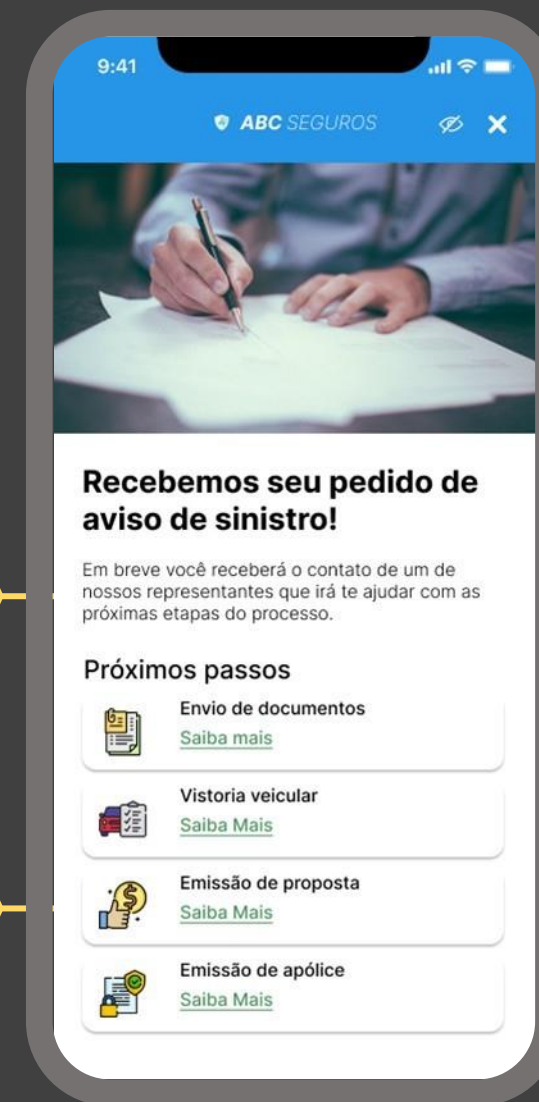 9:41
ABC SEGUROS
Recebemos seu pedido de
aviso de sinistro!
Em breve você receberá o contato de um de
nossos representantes que irá te ajudar com as
próximas etapas do processo.
Próximos passos
Envio de documentos
Saiba mais
Vistoria veicular
Saiba Mais
Emissão de proposta
Saiba Mais
Emissão de apólice
Saiba Mais